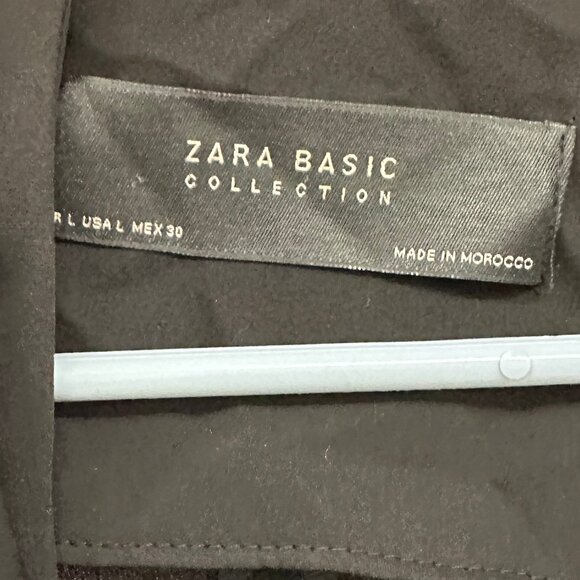 ZARA BASIC
COLLECTION
R L USA L MEX 30
MADE IN MOROCCO